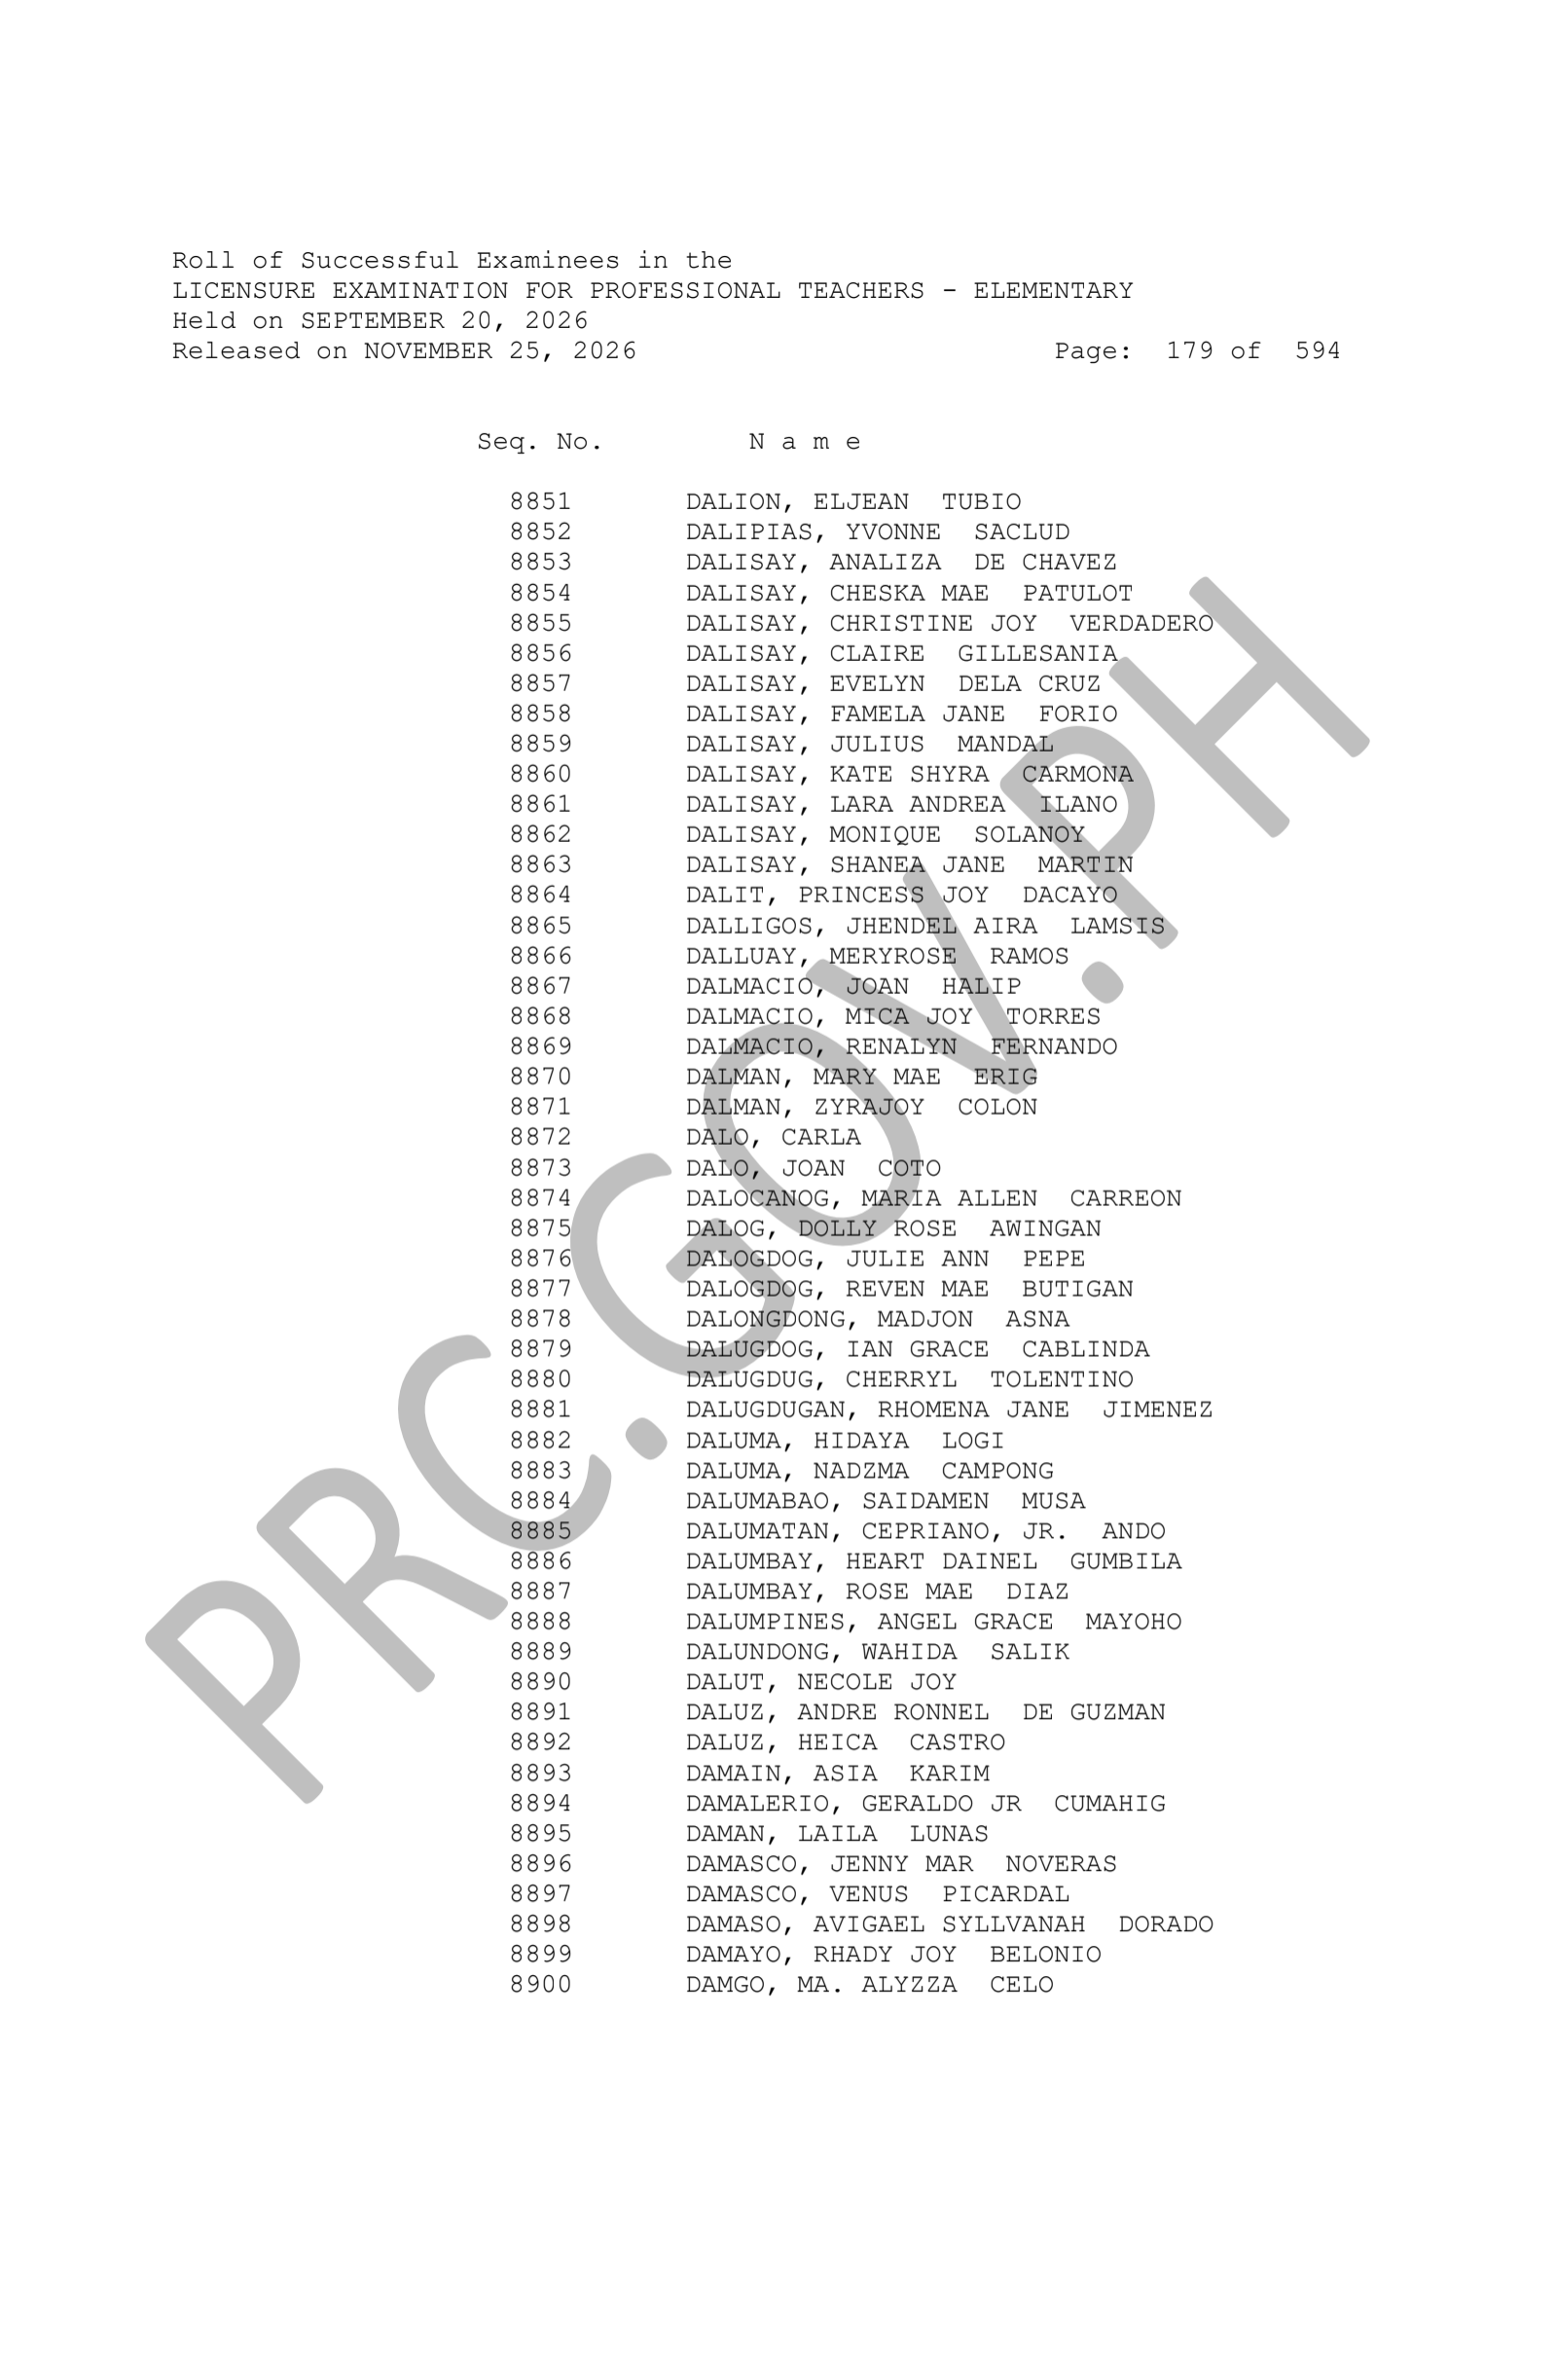 Roll of Successful Examinees in the
LICENSURE EXAMINATION FOR PROFESSIONAL TEACHERS - ELEMENTARY
Held on SEPTEMBER 20, 2026
Released on NOVEMBER 25, 2026 Page: 179 of 594
Seq. No. N a m e
8851 DALION, ELJEAN TUBIO
8852 DALIPIAS, YVONNE SACLUD
8853 DALISAY, ANALIZA DE CHAVEZ
8854 DALISAY, CHESKA MAE PATULOT
8855 DALISAY, CHRISTINE JOY VERDADERO
8856 DALISAY, CLAIRE GILLESANIA
8857 DALISAY, EVELYN DELA CRUZ
8858 DALISAY, FAMELA JANE FORIO
8859 DALISAY, JULIUS MANDAL
8860 DALISAY, KATE SHYRA CARMONA
8861 DALISAY, LARA ANDREA ILANO
8862 DALISAY, MONIQUE SOLANOY
8863 DALISAY, SHANEA JANE MARTIN
8864 DALIT, PRINCESS JOY DACAYO
8865 DALLIGOS, JHENDEL AIRA LAMSIS
8866 DALLUAY, MERYROSE RAMOS
8867 DALMACIO, JOAN HALIP
8868 DALMACIO, MICA JOY TORRES
8869 DALMACIO, RENALYN FERNANDO
8870 DALMAN, MARY MAE ERIG
8871 DALMAN, ZYRAJOY COLON
8872 DALO, CARLA
8873 DALO, JOAN COTO
8874 DALOCANOG, MARIA ALLEN CARREON
8875 DALOG, DOLLY ROSE AWINGAN
8876 DALOGDOG, JULIE ANN PEPE
8877 DALOGDOG, REVEN MAE BUTIGAN
8878 DALONGDONG, MADJON ASNA
8879 DALUGDOG, IAN GRACE CABLINDA
8880 DALUGDUG, CHERRYL TOLENTINO
8881 DALUGDUGAN, RHOMENA JANE JIMENEZ
8882 DALUMA, HIDAYA LOGI
8883 DALUMA, NADZMA CAMPONG
8884 DALUMABAO, SAIDAMEN MUSA
8885 DALUMATAN, CEPRIANO, JR. ANDO
8886 DALUMBAY, HEART DAINEL GUMBILA
8887 DALUMBAY, ROSE MAE DIAZ
8888 DALUMPINES, ANGEL GRACE MAYOHO
8889 DALUNDONG, WAHIDA SALIK
8890 DALUT, NECOLE JOY
8891 DALUZ, ANDRE RONNEL DE GUZMAN
8892 DALUZ, HEICA CASTRO
8893 DAMAIN, ASIA KARIM
8894 DAMALERIO, GERALDO JR CUMAHIG
8895 DAMAN, LAILA LUNAS
8896 DAMASCO, JENNY MAR NOVERAS
8897 DAMASCO, VENUS PICARDAL
8898 DAMASO, AVIGAEL SYLLVANAH DORADO
8899 DAMAYO, RHADY JOY BELONIO
8900 DAMGO, MA. ALYZZA CELO
PRC.GOV.PH